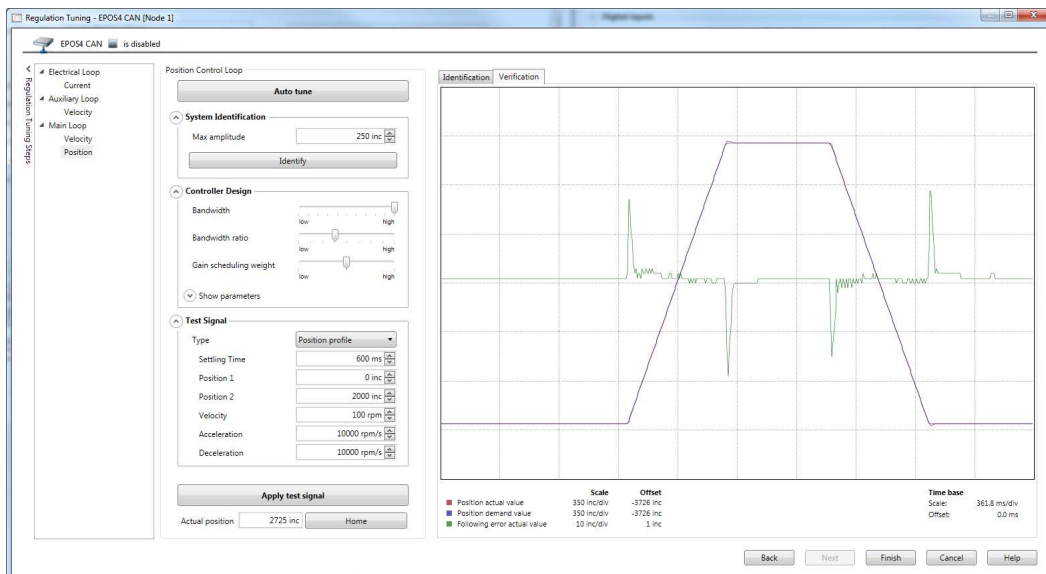 Regulation Tuning - EPOS4 CAN [Node 1]
Digital Inputs
EPOS4 CAN is disabled
Regulation Tuning Steps
Electrical Loop
Current
Auxiliary Loop
Velocity
Main Loop
Velocity
Position
Position Control Loop
Auto tune
System Identification
Max amplitude 250 inc
Identify
Controller Design
Bandwidth
low high
Bandwidth ratio
low high
Gain scheduling weight
low high
Show parameters
Test Signal
Type Position profile
Settling Time 600 ms
Position 1 0 inc
Position 2 2000 inc
Velocity 100 rpm
Acceleration 10000 rpm/s
Deceleration 10000 rpm/s
Apply test signal
Actual position 2725 inc Home
Identification Verification
Scale Offset
Position actual value 350 inc/div -3726 inc
Position demand value 350 inc/div -3726 inc
Following error actual value 10 inc/div 1 inc
Time base
Scale: 361.8 ms/div
Offset: 0.0 ms
Back Next Finish Cancel Help